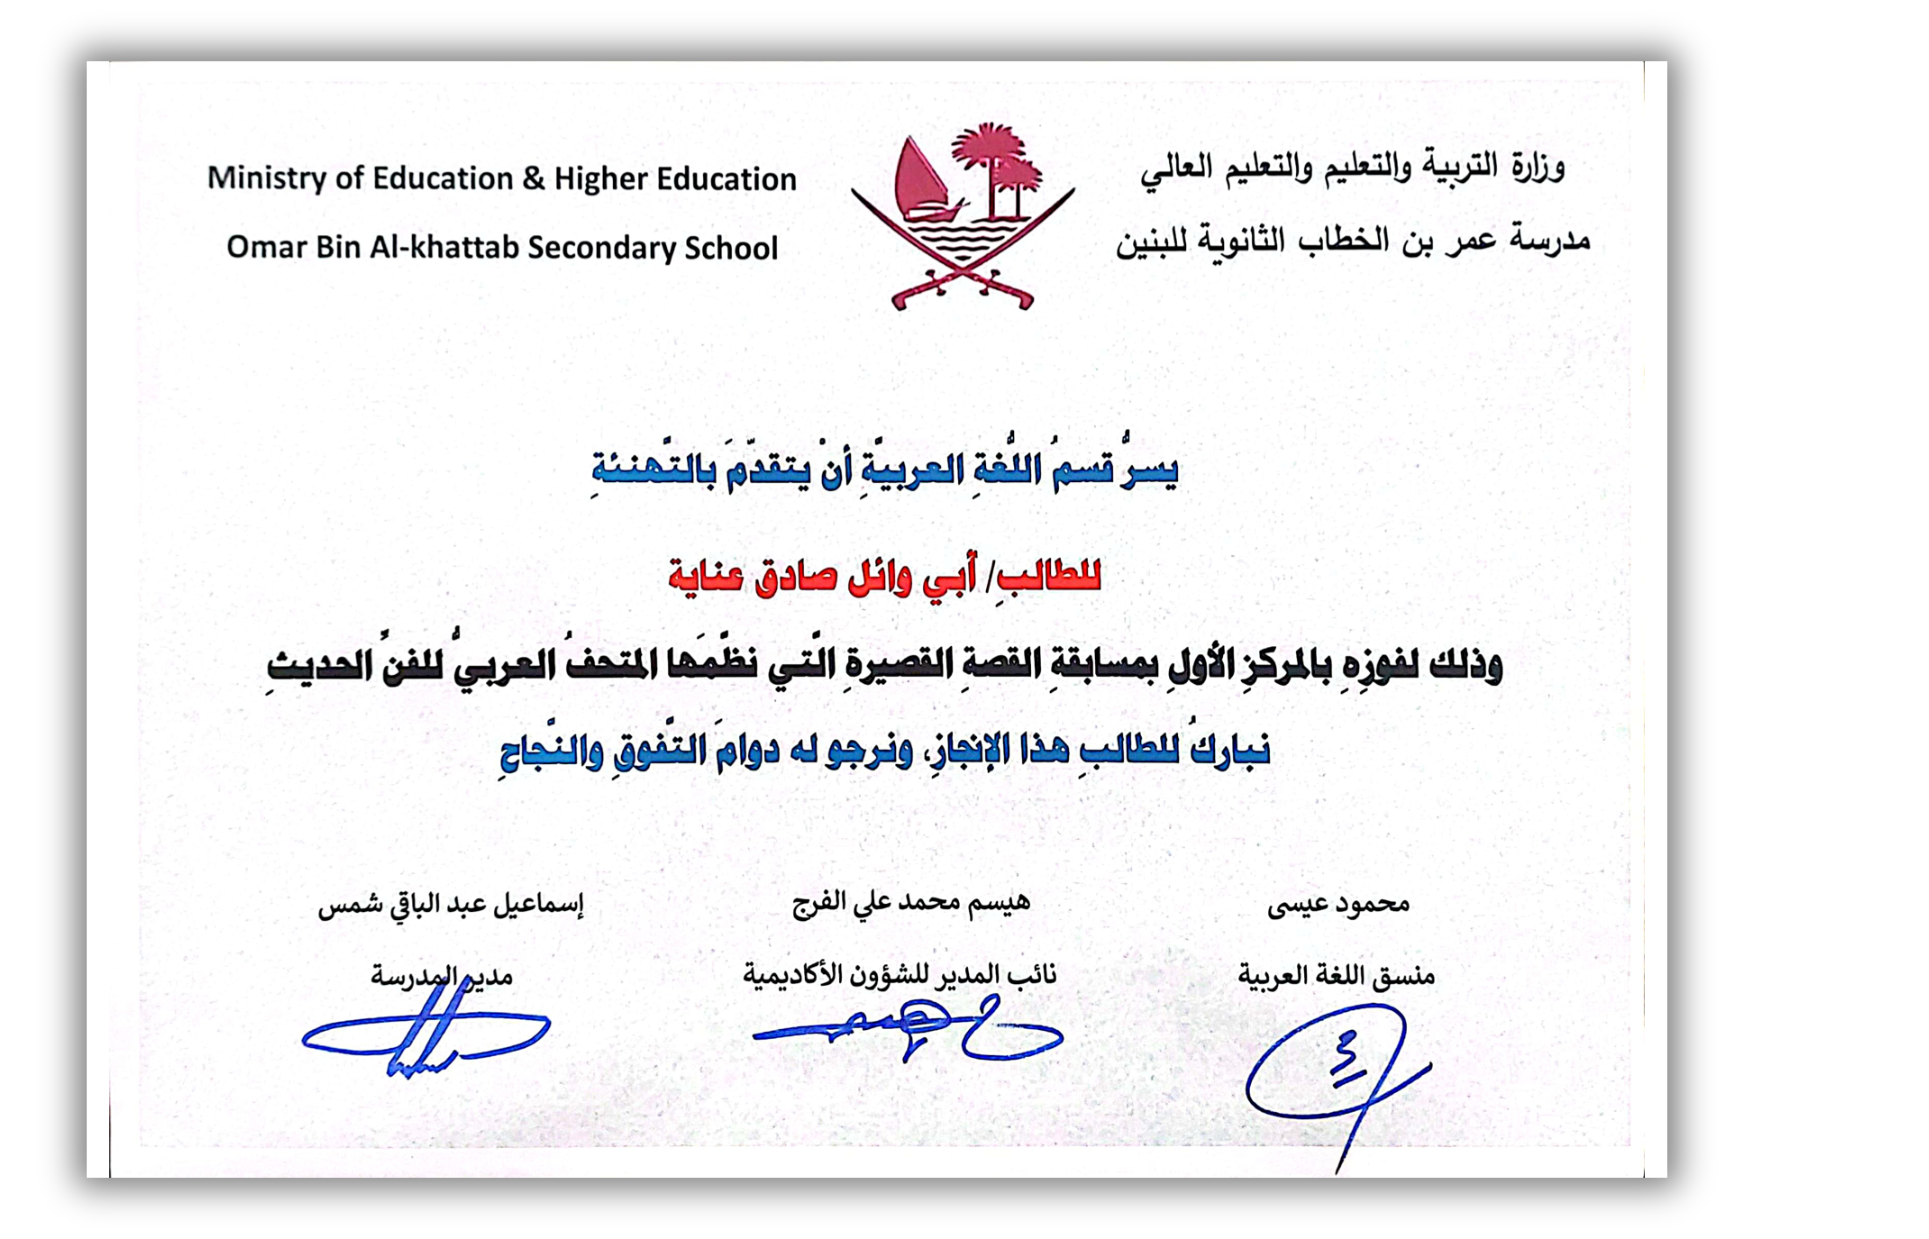 وزارة التربية والتعليم والتعليم العالي
مدرسة عمر بن الخطاب الثانوية للبنين
Ministry of Education & Higher Education
Omar Bin Al-khattab Secondary School
يسرُّ قسمُ اللُّغةِ العربيَّةِ أنْ يتقدّمَ بالتَّهنئةِ
للطالبِ/ أبي وائل صادق عناية
وذلك لفوزِهِ بالمركزِ الأولِ بمسابقةِ القصةِ القصيرةِ الَّتي نظَّمَها المتحفُ العربيُّ للفنِّ الحديثِ
نباركُ للطالبِ هذا الإنجازِ، ونرجو له دوامَ التَّفوقِ والنَّجاحِ
محمود عيسى
منسق اللغة العربية
هيسم محمد علي الفرج
نائب المدير للشؤون الأكاديمية
إسماعيل عبد الباقي شمس
مدير المدرسة